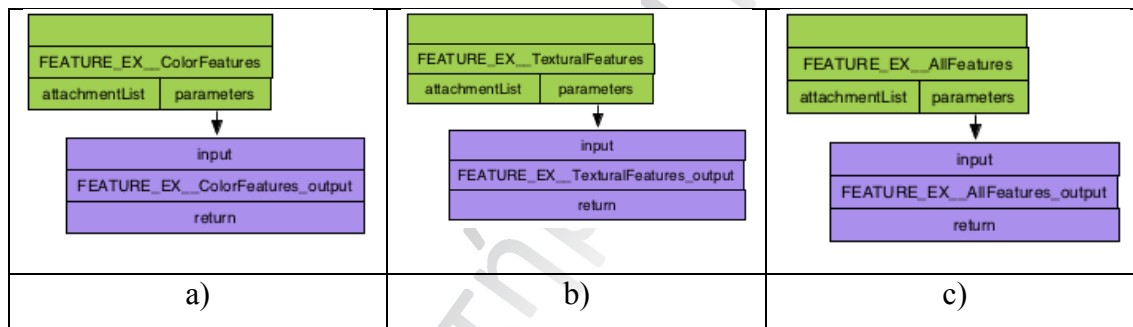 FEATURE_EX__ColorFeatures
attachmentList parameters
input
FEATURE_EX__ColorFeatures_output
return
a)
FEATURE_EX__TexturalFeatures
attachmentList parameters
input
FEATURE_EX__TexturalFeatures_output
return
b)
FEATURE_EX__AllFeatures
attachmentList parameters
input
FEATURE_EX__AllFeatures_output
return
c)